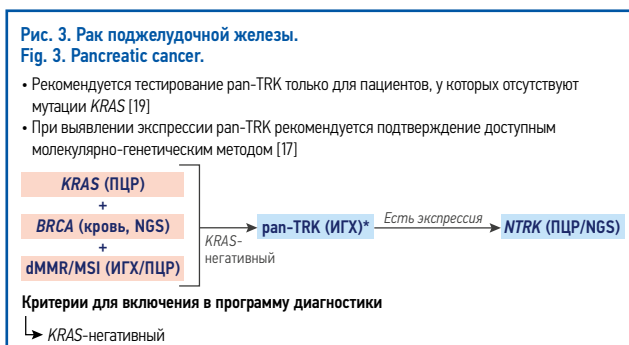 Рис. 3. Рак поджелудочной железы.
Fig. 3. Pancreatic cancer.
• Рекомендуется тестирование pan-TRK только для пациентов, у которых отсутствуют
мутации KRAS [19]
• При выявлении экспрессии pan-TRK рекомендуется подтверждение доступным
молекулярно-генетическим методом [17]
KRAS (ПЦР)
+
BRCA (кровь, NGS)
+
dMMR/MSI (ИГХ/ПЦР)
KRAS-
негативный
pan-TRK (ИГХ)*
Есть экспрессия
NTRK (ПЦР/NGS)
Критерии для включения в программу диагностики
KRAS-негативный